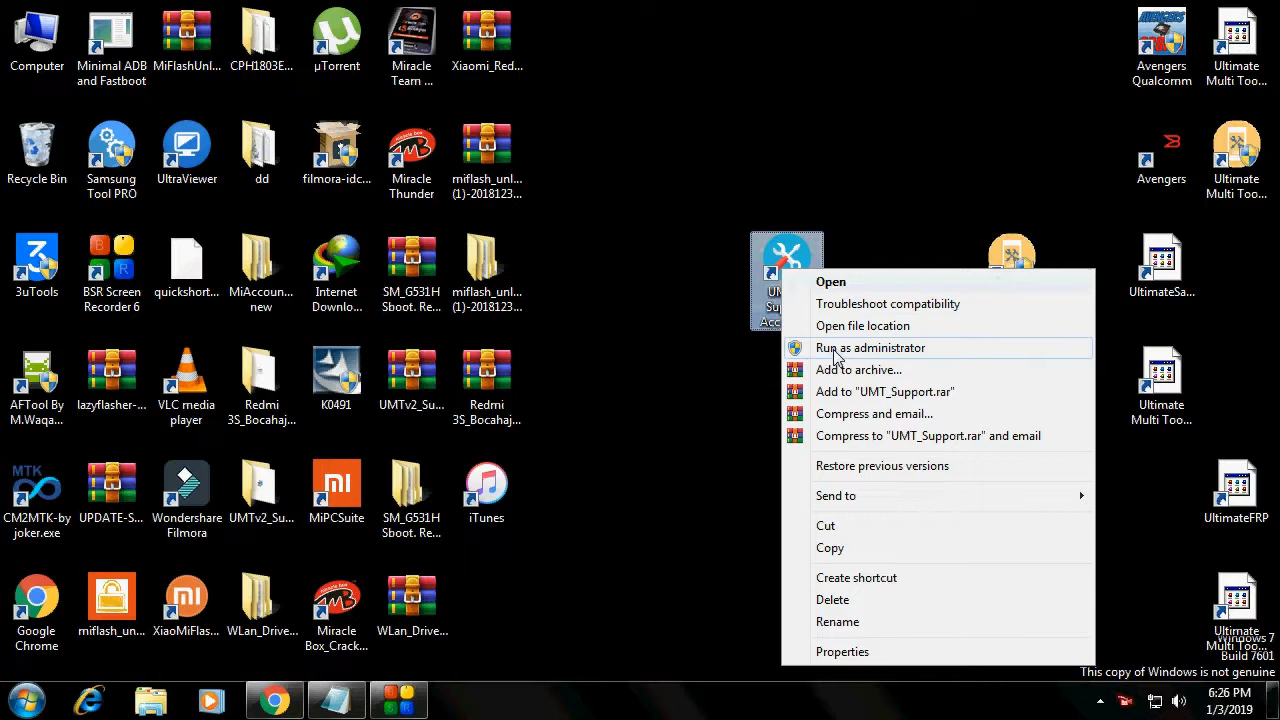 Computer
Minimal ADB
and Fastboot
MiFlashUnl...
CPH1803E...
µTorrent
Miracle
Team ...
Xiaomi_Red...
Avengers
Qualcomm
Ultimate
Multi Too...
Recycle Bin
Samsung
Tool PRO
UltraViewer
dd
filmora-idc...
Miracle
Thunder
miflash_unl...
(1)-2018123...
Avengers
Ultimate
Multi Too...
3uTools
BSR Screen
Recorder 6
quickshort...
MiAccoun...
new
Internet
Downlo...
SM_G531H
Sboot. Re...
miflash_unl...
(1)-2018123...
UltimateSa...
AFTool By
M.Waqa...
lazyflasher-...
VLC media
player
Redmi
3S_Bocahaj...
K0491
UMTv2_Su...
Redmi
3S_Bocahaj...
Ultimate
Multi Too...
MTK
CM2MTK-by
joker.exe
UPDATE-S...
Wondershare
Filmora
UMTv2_Su...
MiPCSuite
SM_G531H
Sboot. Re...
iTunes
UltimateFRP
Google
Chrome
miflash_un...
XiaoMiFlas...
WLan_Drive...
Miracle
Box_Crack...
WLan_Drive...
Ultimate
Multi Too...
Open
Troubleshoot compatibility
Open file location
Run as administrator
Add to archive...
Add to "UMT_Support.rar"
Compress and email...
Compress to "UMT_Support.rar" and email
Restore previous versions
Send to
Cut
Copy
Create shortcut
Delete
Rename
Properties
Windows 7
Build 7601
This copy of Windows is not genuine
6:26 PM
1/3/2019